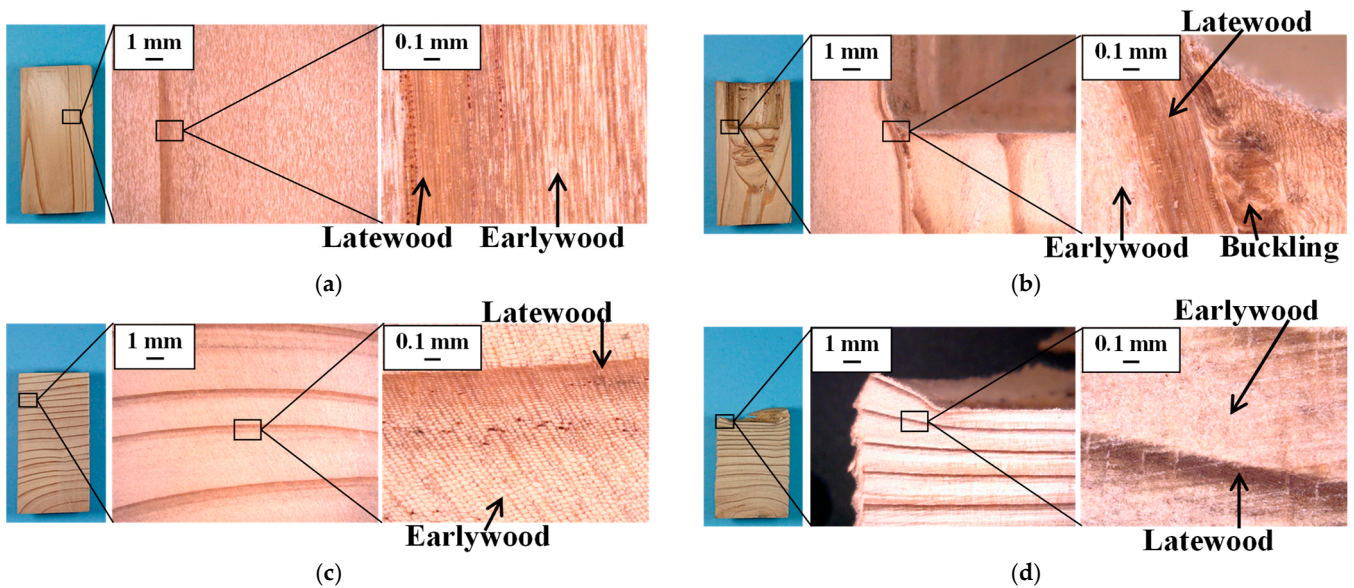 1 mm
0.1 mm
Latewood
Earlywood
(a)
Latewood
1 mm
0.1 mm
Earlywood
Buckling
(b)
Latewood
1 mm
0.1 mm
Earlywood
(c)
Earlywood
1 mm
0.1 mm
Latewood
(d)